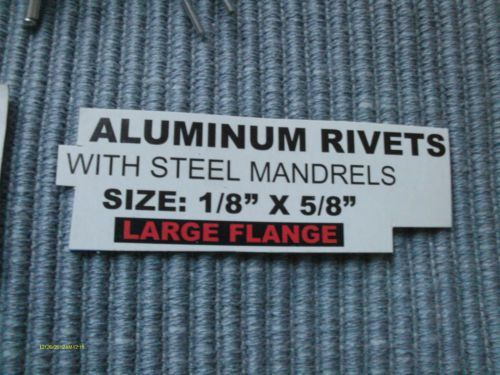 ALUMINUM RIVETS
WITH STEEL MANDRELS
SIZE: 1/8” X 5/8”
LARGE FLANGE